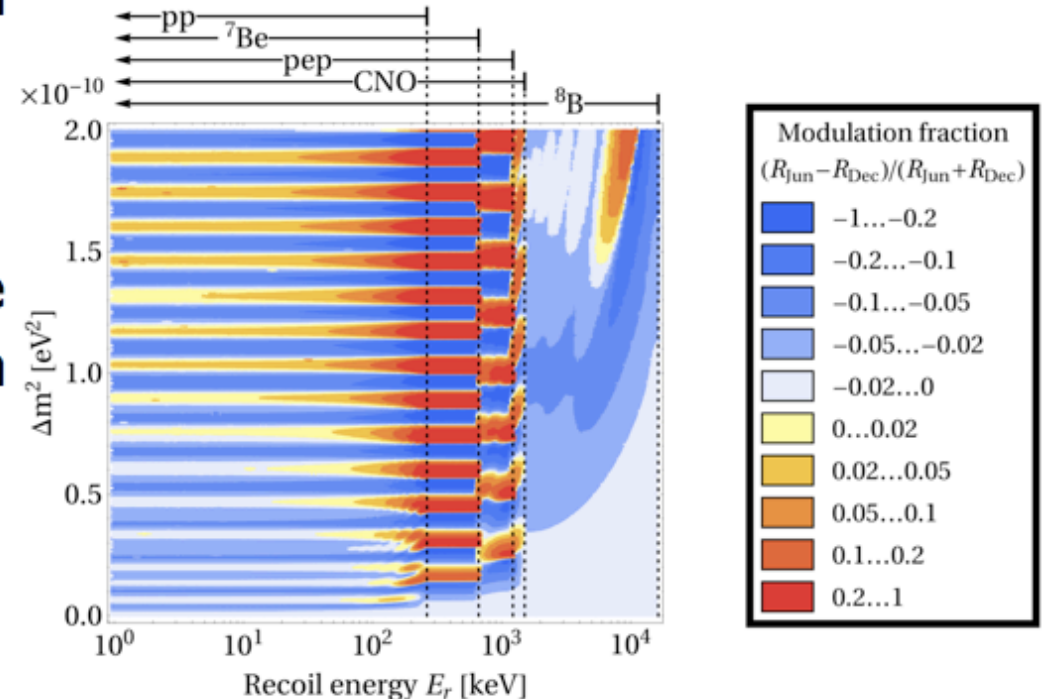 pp
⁷Be
pep
CNO
⁸B
×10⁻¹⁰
2.0
1.5
1.0
0.5
0.0
Δm² [eV²]
10⁰ 10¹ 10² 10³ 10⁴
Recoil energy Eᵣ [keV]
Modulation fraction
(R_Jun−R_Dec)/(R_Jun+R_Dec)
−1…−0.2
−0.2…−0.1
−0.1…−0.05
−0.05…−0.02
−0.02…0
0…0.02
0.02…0.05
0.05…0.1
0.1…0.2
0.2…1